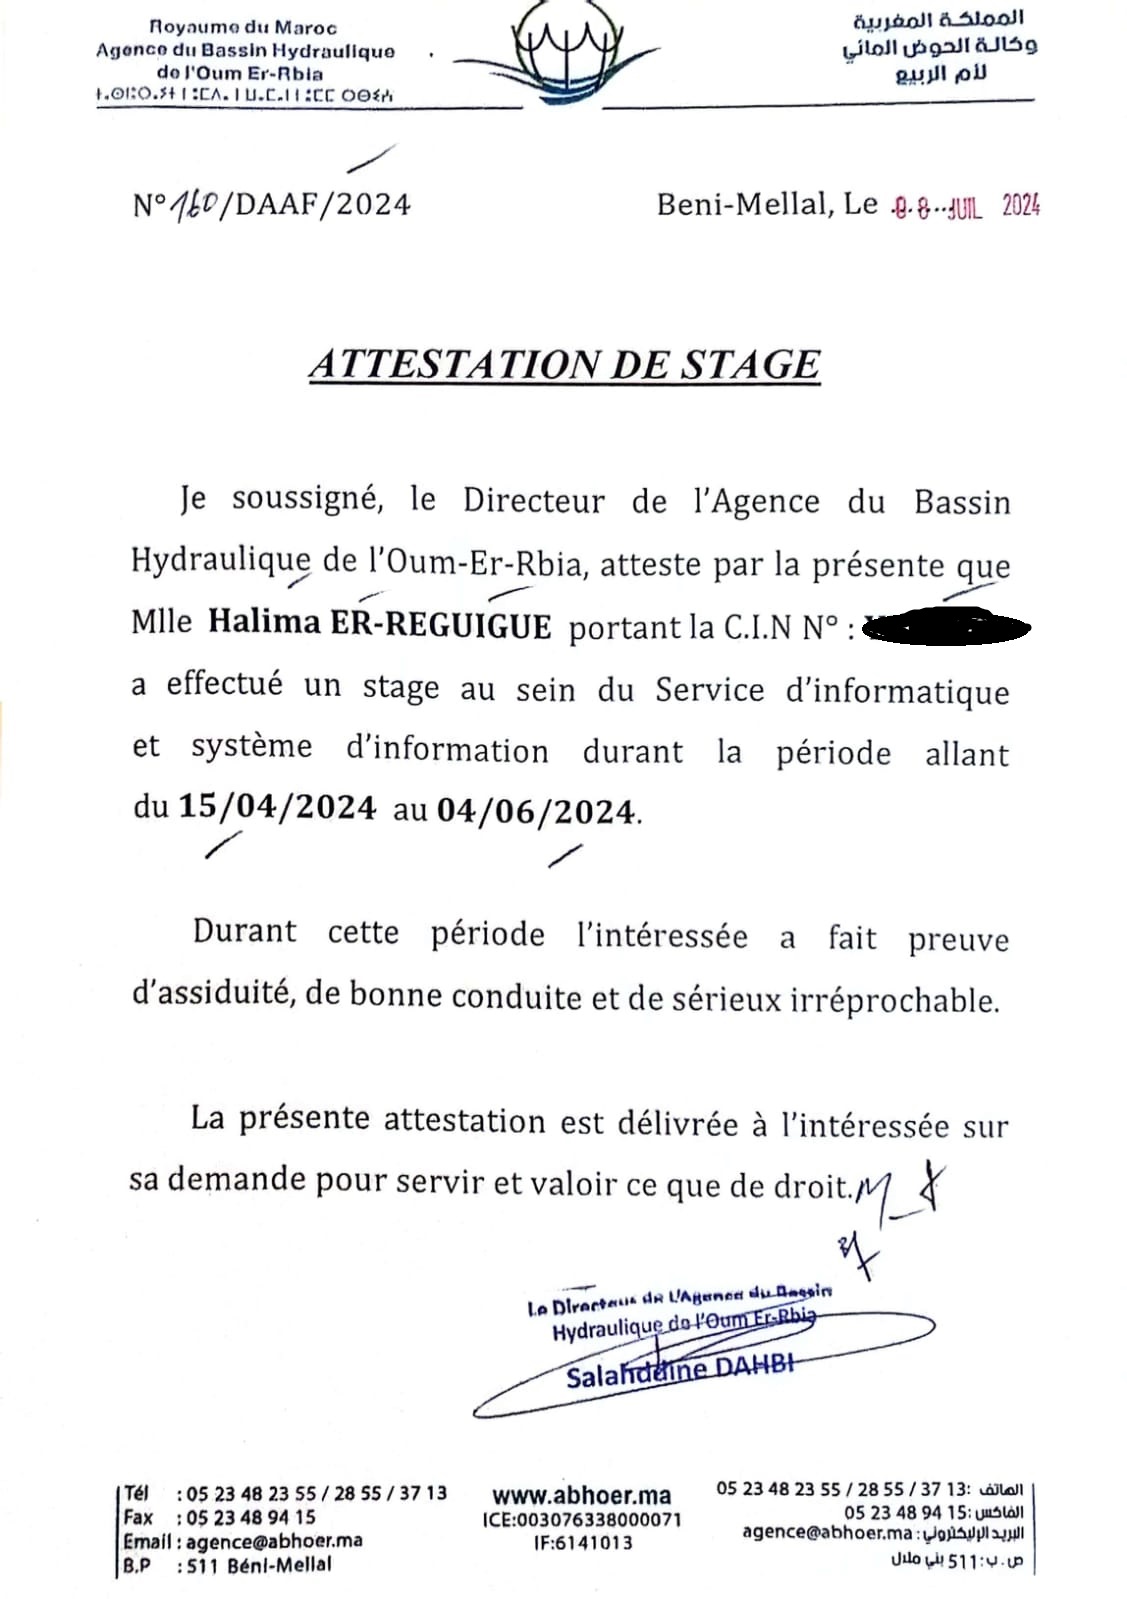 Royaume du Maroc
Agence du Bassin Hydraulique
de l'Oum Er-Rbia
المملكة المغربية
وكالة الحوض المائي
لأم الربيع
N° 160/DAAF/2024
Beni-Mellal, Le 08 JUIL 2024
ATTESTATION DE STAGE
Je soussigné, le Directeur de l'Agence du Bassin
Hydraulique de l'Oum-Er-Rbia, atteste par la présente que
Mlle Halima ER-REGUIGUE portant la C.I.N N° :
a effectué un stage au sein du Service d'informatique
et système d'information durant la période allant
du 15/04/2024 au 04/06/2024.
Durant cette période l'intéressée a fait preuve
d'assiduité, de bonne conduite et de sérieux irréprochable.
La présente attestation est délivrée à l'intéressée sur
sa demande pour servir et valoir ce que de droit.
Le Directeur de L'Agence du Bassin
Hydraulique de l'Oum Er-Rbia
Salahddine DAHBI
Tél : 05 23 48 23 55 / 28 55 / 37 13
Fax : 05 23 48 94 15
Email : agence@abhoer.ma
B.P : 511 Béni-Mellal
www.abhoer.ma
ICE:003076338000071
IF:6141013
الهاتف :05 23 48 23 55 / 28 55 / 37 13
الفاكس :05 23 48 94 15
البريد الإليكتروني : agence@abhoer.ma
ص.ب :511 بني ملال